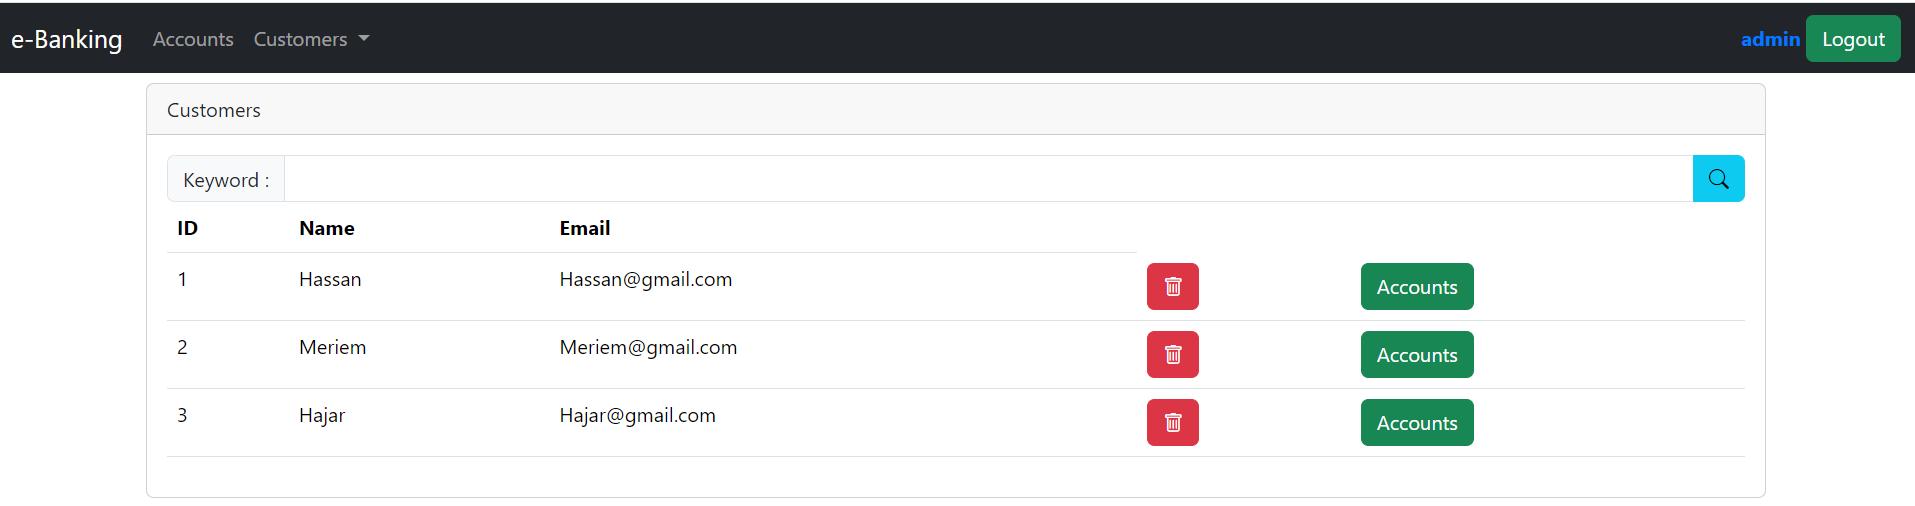 e-Banking Accounts Customers admin Logout
Customers
Keyword :
ID Name Email
1 Hassan Hassan@gmail.com Accounts
2 Meriem Meriem@gmail.com Accounts
3 Hajar Hajar@gmail.com Accounts